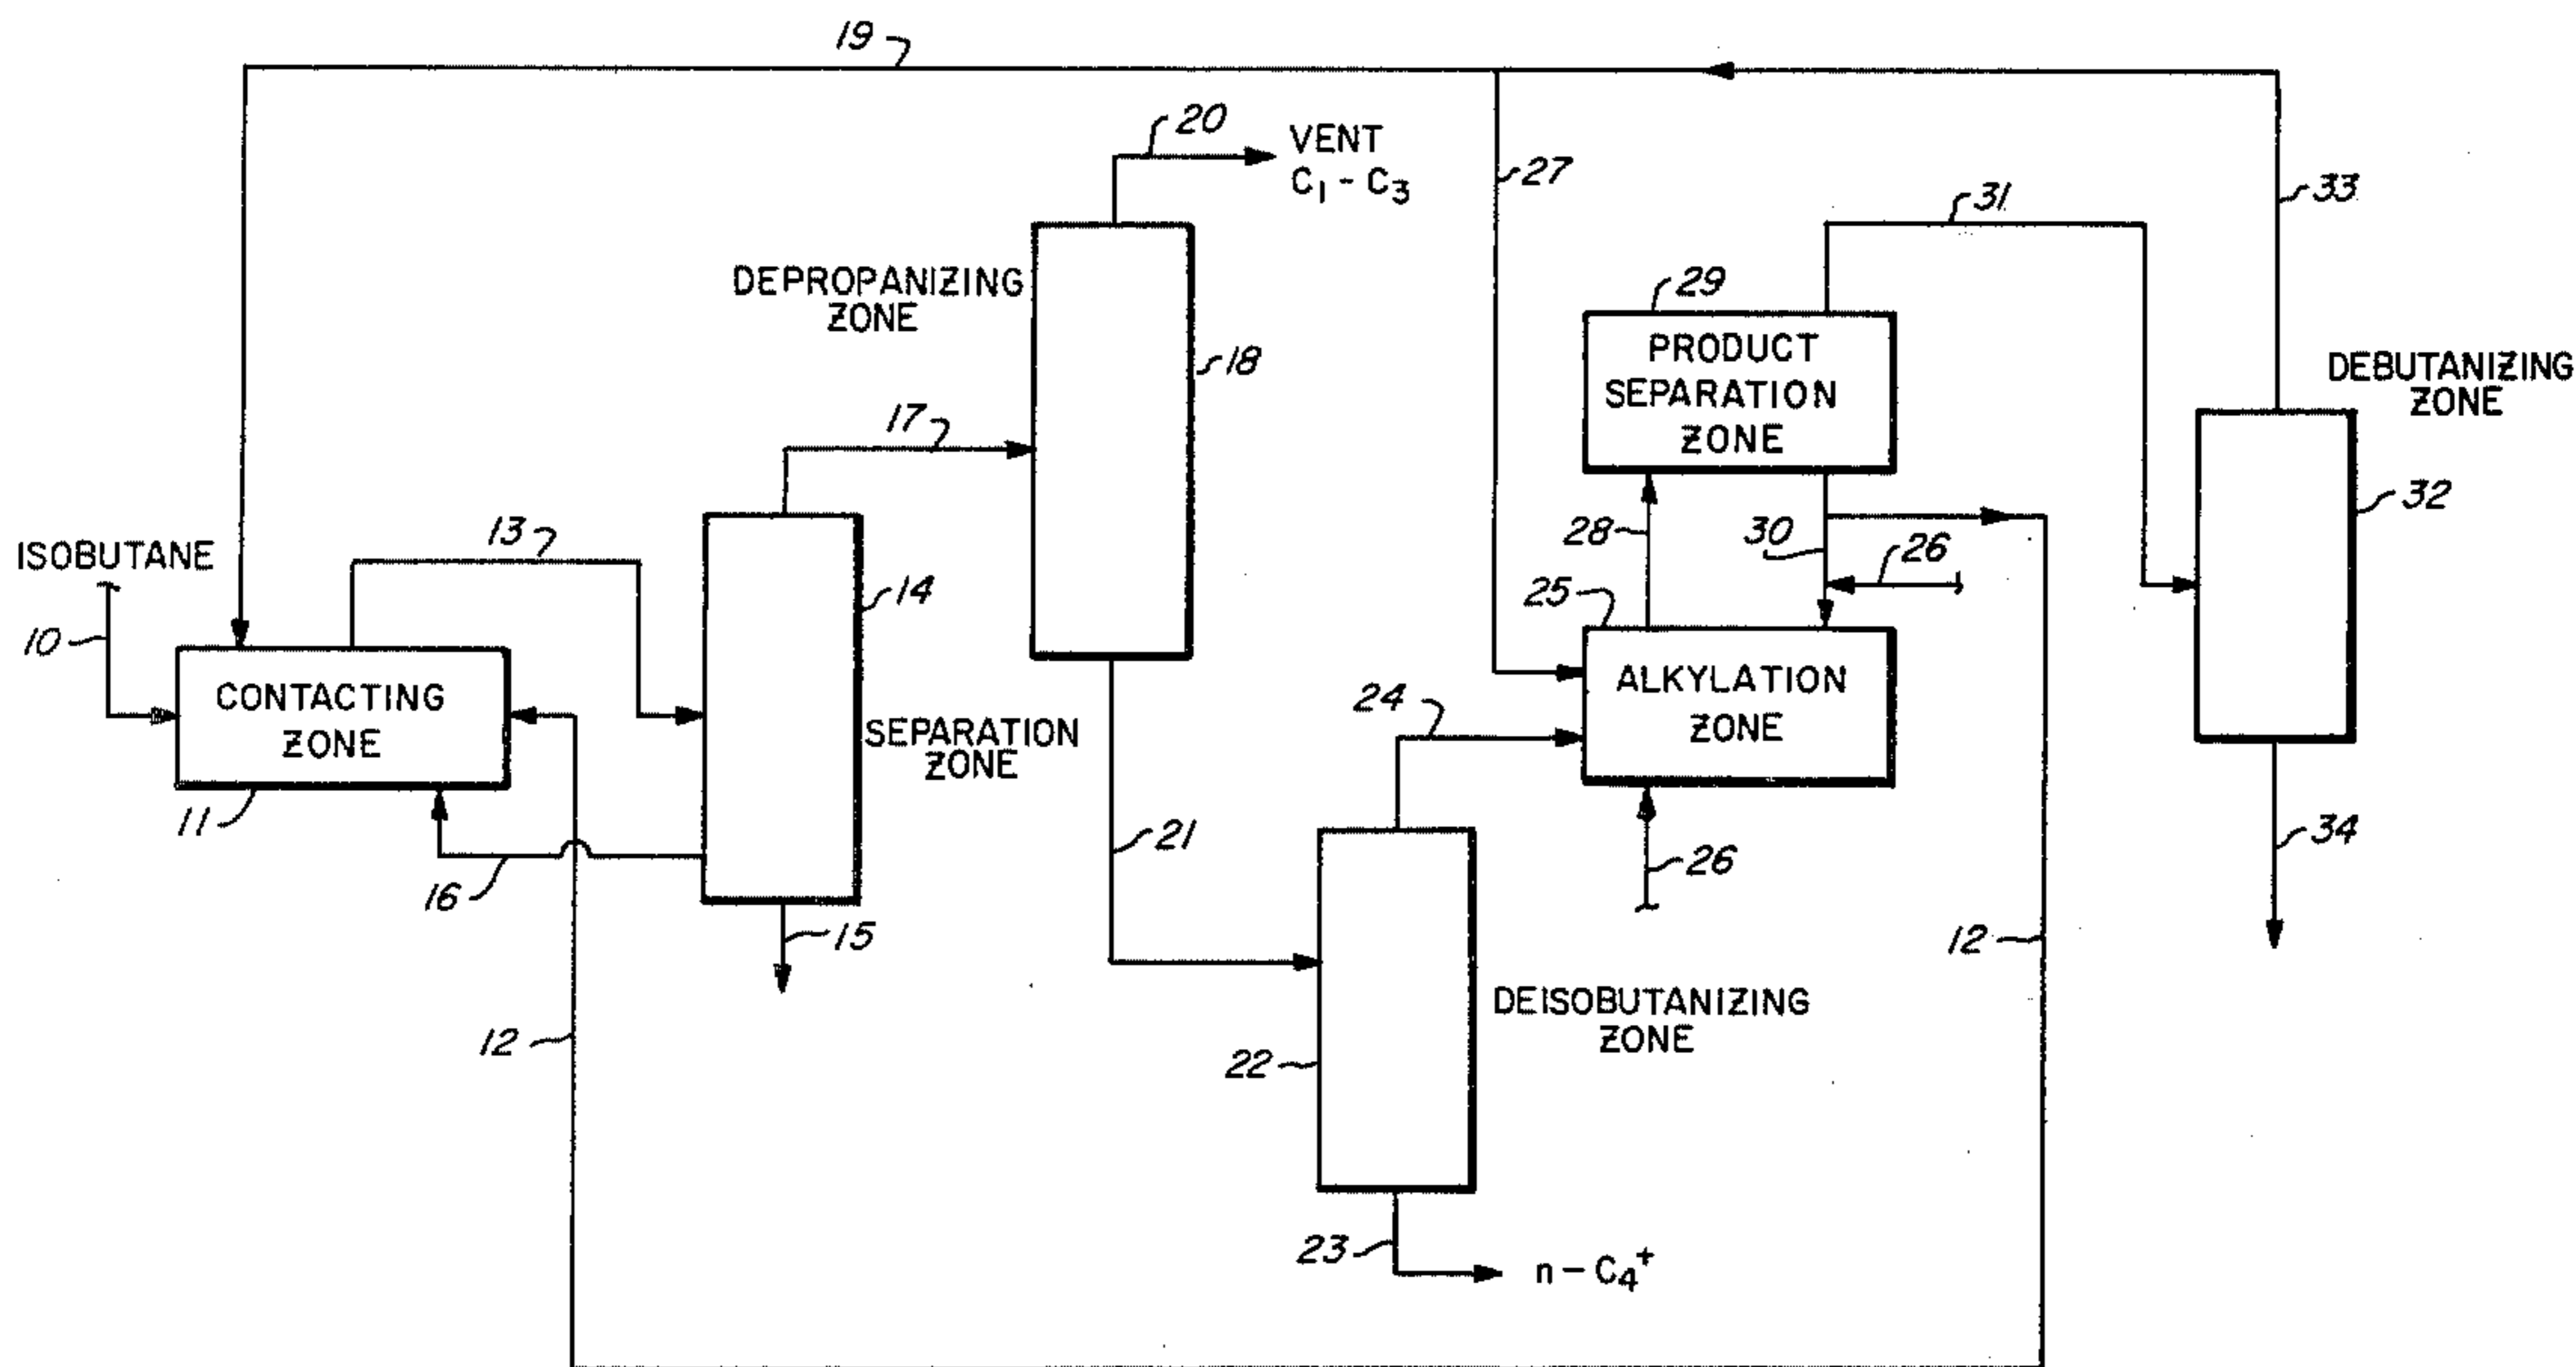 19
20
VENT
C₁ - C₃
27
31
33
DEPROPANIZING
ZONE
29
18
PRODUCT
SEPARATION
ZONE
DEBUTANIZING
ZONE
17
32
13
28
30
26
ISOBUTANE
14
25
10
CONTACTING
ZONE
ALKYLATION
ZONE
24
SEPARATION
ZONE
11
21
34
16
26
15
12
12
DEISOBUTANIZING
ZONE
22
23
n - C₄⁺